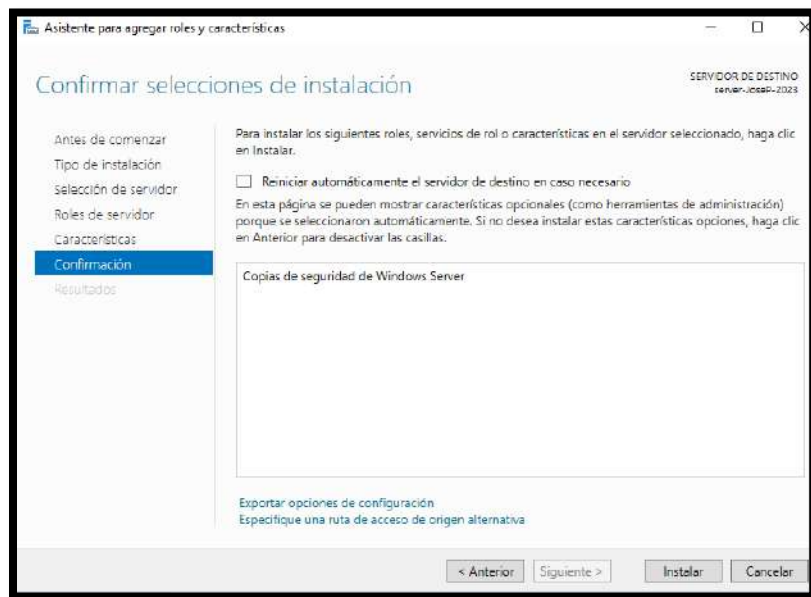 Asistente para agregar roles y características
Confirmar selecciones de instalación
SERVIDOR DE DESTINO
server-JoseP-2023
Antes de comenzar
Tipo de instalación
Selección de servidor
Roles de servidor
Características
Confirmación
Resultados
Para instalar los siguientes roles, servicios de rol o características en el servidor seleccionado, haga clic
en Instalar.
Reiniciar automáticamente el servidor de destino en caso necesario
En esta página se pueden mostrar características opcionales (como herramientas de administración)
porque se seleccionaron automáticamente. Si no desea instalar estas características opciones, haga clic
en Anterior para desactivar las casillas.
Copias de seguridad de Windows Server
Exportar opciones de configuración
Especifique una ruta de acceso de origen alternativa
< Anterior
Siguiente >
Instalar
Cancelar